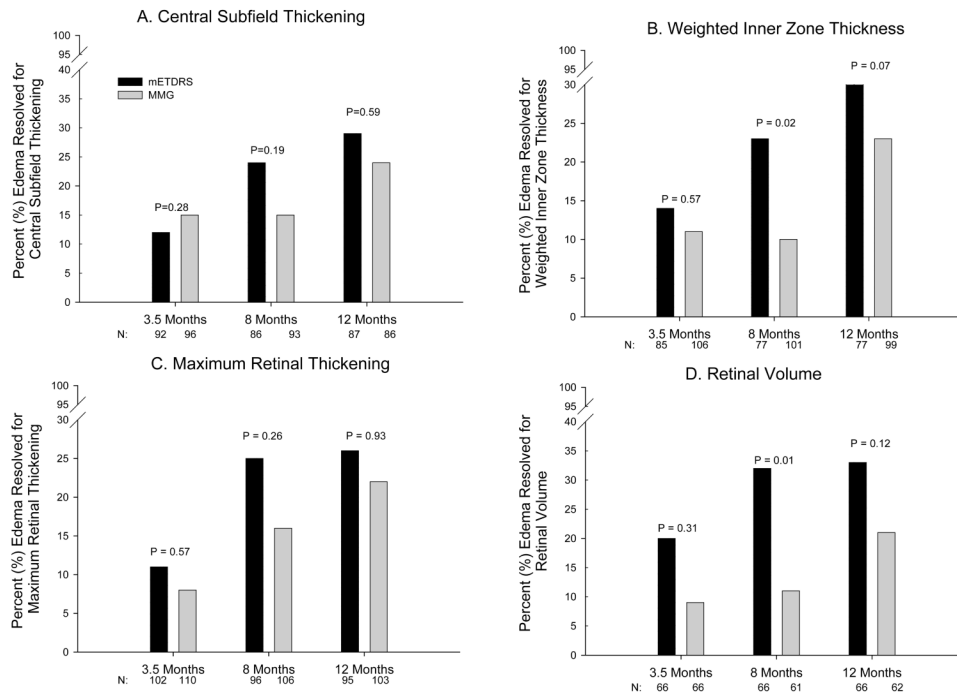 A. Central Subfield Thickening
Percent (%) Edema Resolved for
Central Subfield Thickening
100
95
40
35
30
25
20
15
10
5
0
mETDRS
MMG
P=0.28
P=0.19
P=0.59
3.5 Months
8 Months
12 Months
N: 92 96 86 93 87 86
B. Weighted Inner Zone Thickness
Percent (%) Edema Resolved for
Weighted Inner Zone Thickness
100
95
30
25
20
15
10
5
0
P = 0.57
P = 0.02
P = 0.07
3.5 Months
8 Months
12 Months
N: 85 106 77 101 77 99
C. Maximum Retinal Thickening
Percent (%) Edema Resolved for
Maximum Retinal Thickening
100
95
30
25
20
15
10
5
0
P = 0.57
P = 0.26
P = 0.93
3.5 Months
8 Months
12 Months
N: 102 110 96 106 95 103
D. Retinal Volume
Percent (%) Edema Resolved for
Retinal Volume
100
95
35
30
25
20
15
10
5
0
P = 0.31
P = 0.01
P = 0.12
3.5 Months
8 Months
12 Months
N: 66 66 66 61 66 62